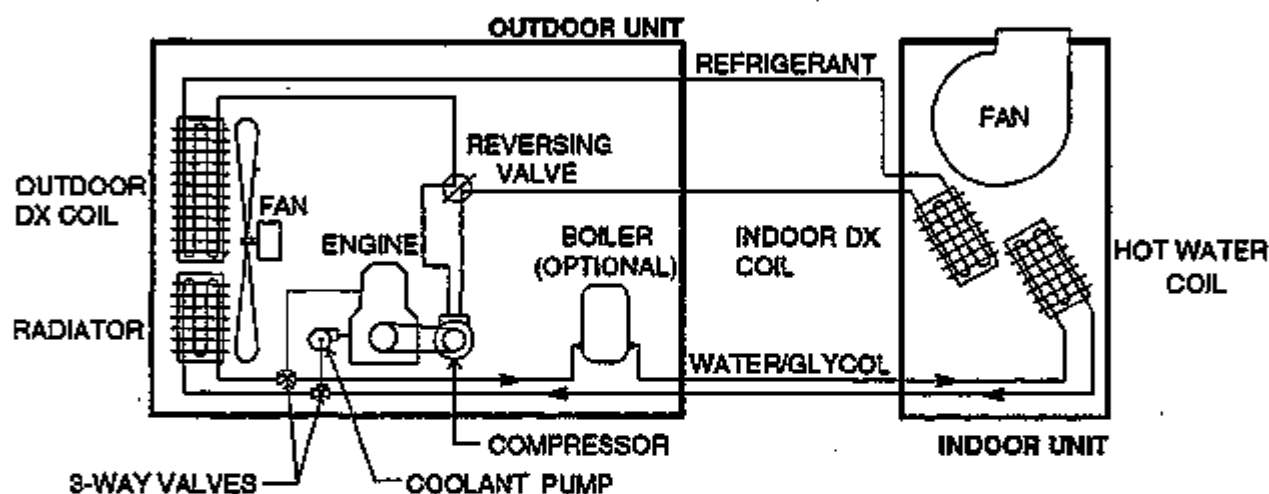 OUTDOOR UNIT
REFRIGERANT
FAN
REVERSING
VALVE
OUTDOOR
DX COIL
FAN
ENGINE
BOILER
(OPTIONAL)
INDOOR DX
COIL
HOT WATER
COIL
RADIATOR
WATER/GLYCOL
COMPRESSOR
INDOOR UNIT
3-WAY VALVES
COOLANT PUMP